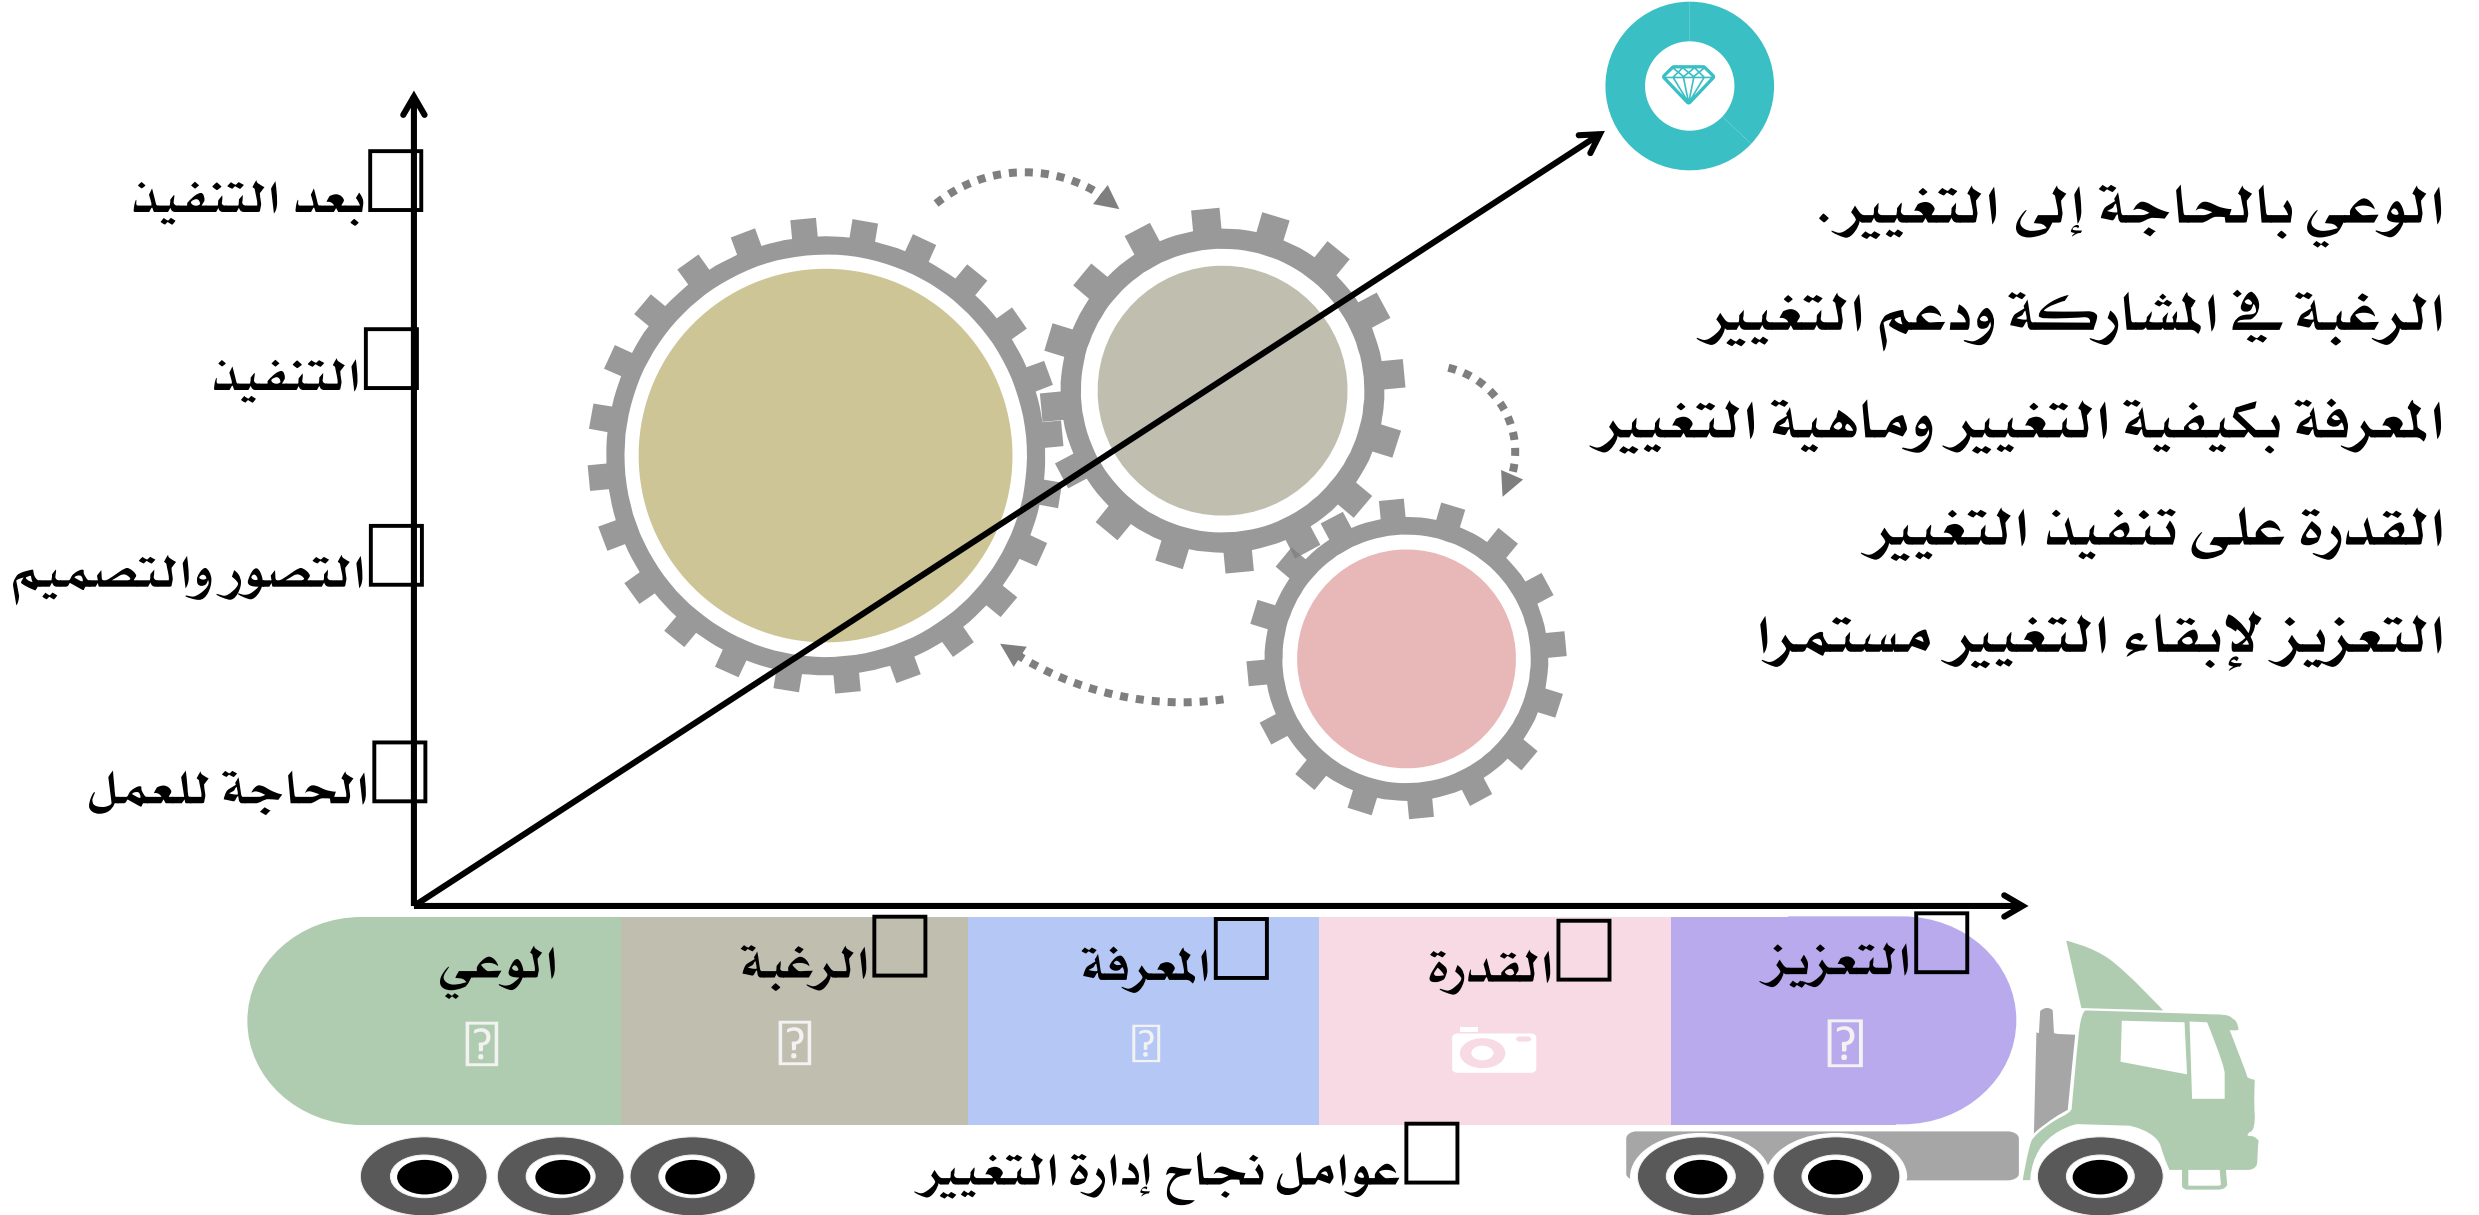 الوعي بالحاجة إلى التغيير.
الرغبة في المشاركة ودعم التغيير
المعرفة بكيفية التغيير وماهية التغيير
القدرة على تنفيذ التغيير
التعزيز لإبقاء التغيير مستمرا
بعد التنفيذ
التنفيذ
التصور والتصميم
الحاجة للعمل
الوعي
الرغبة
المعرفة
القدرة
التعزيز
عوامل نجاح إدارة التغيير